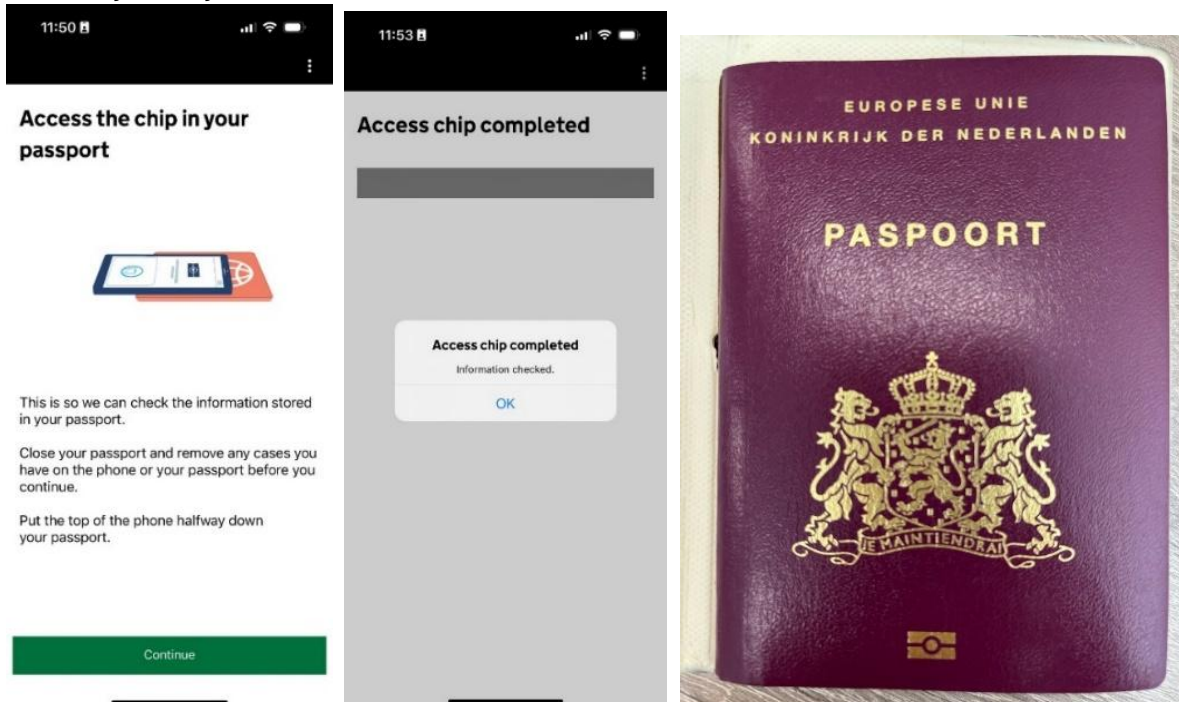 11:50
Access the chip in your
passport
This is so we can check the information stored
in your passport.
Close your passport and remove any cases you
have on the phone or your passport before you
continue.
Put the top of the phone halfway down
your passport.
Continue
11:53
Access chip completed
Access chip completed
Information checked.
OK
EUROPESE UNIE
KONINKRIJK DER NEDERLANDEN
PASPOORT
JE MAINTIENDRAI